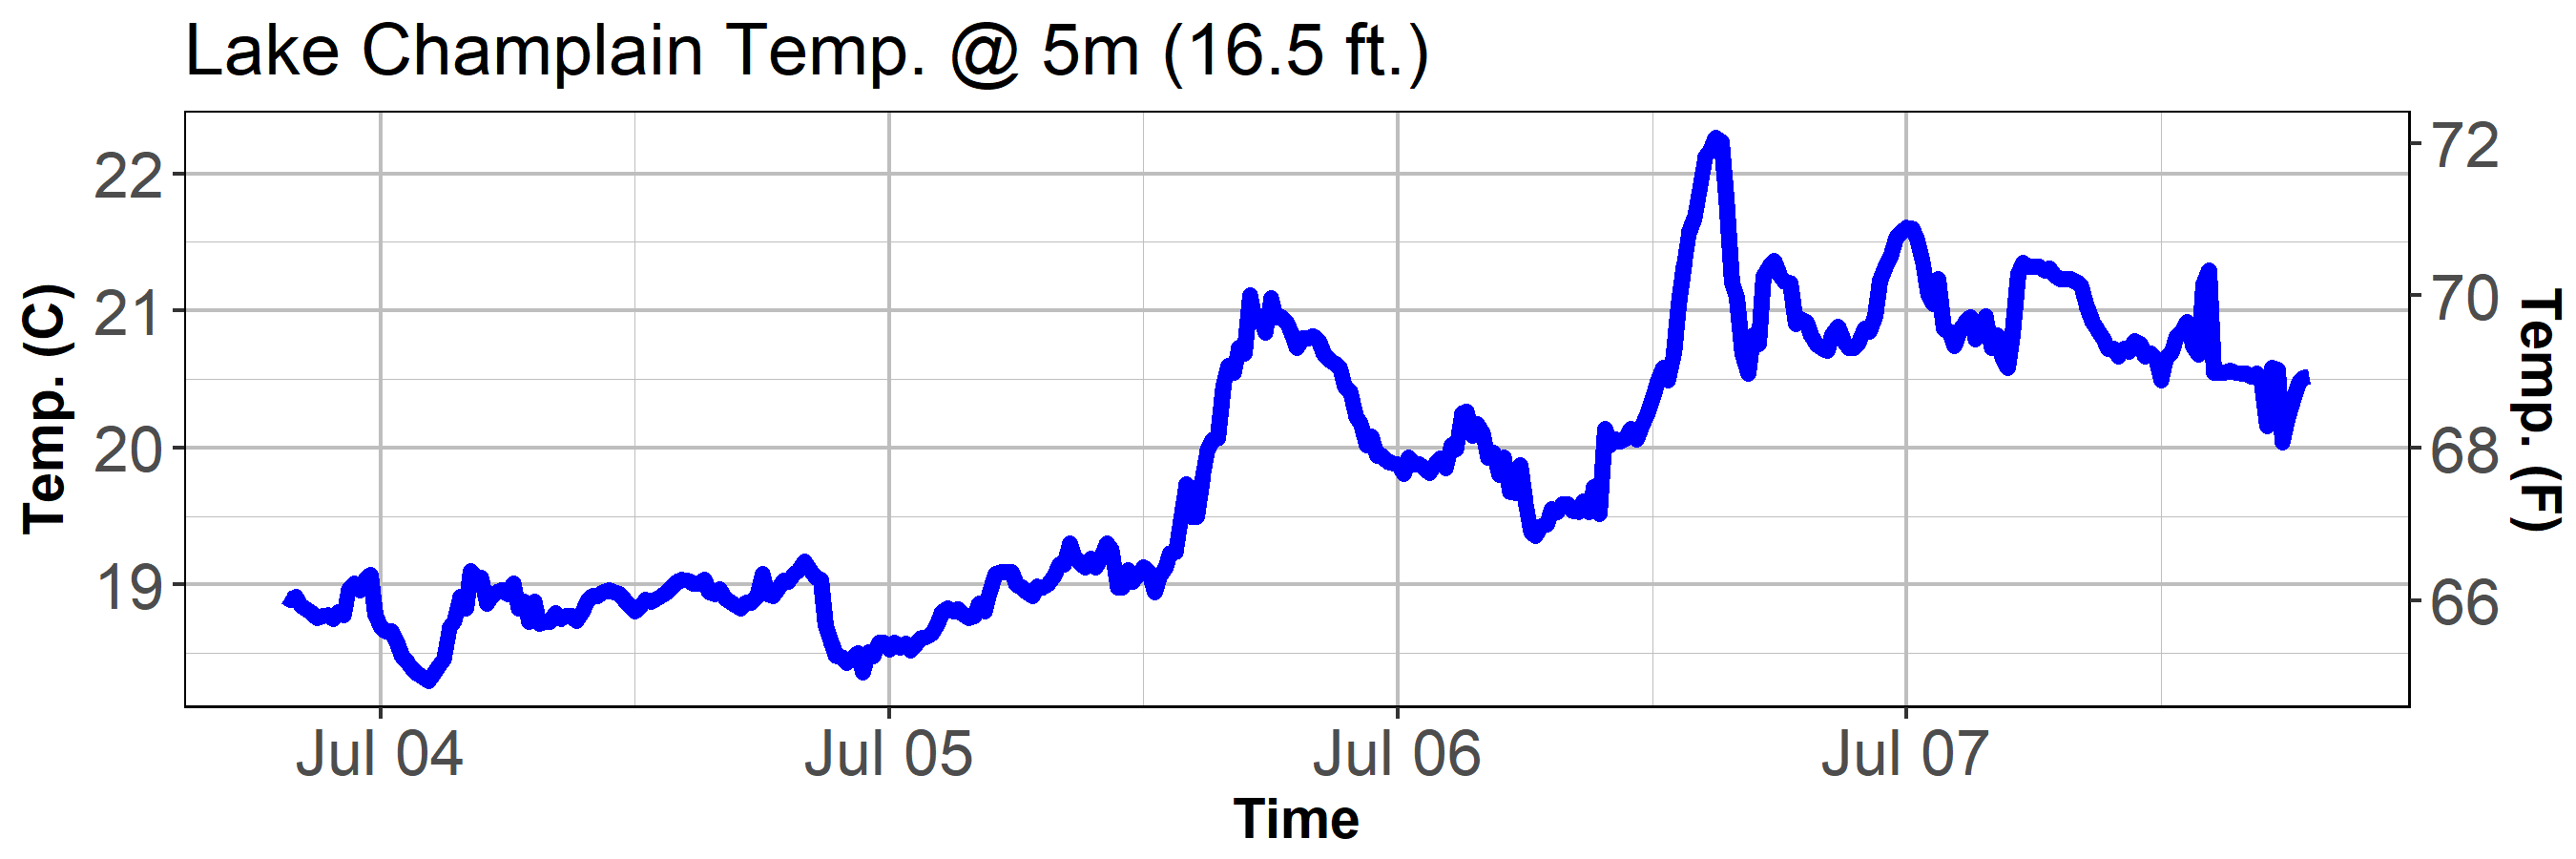 Lake Champlain Temp. @ 5m (16.5 ft.)
Temp. (C)
22
21
20
19
72
70
68
66
Temp. (F)
Jul 04 Jul 05 Jul 06 Jul 07
Time